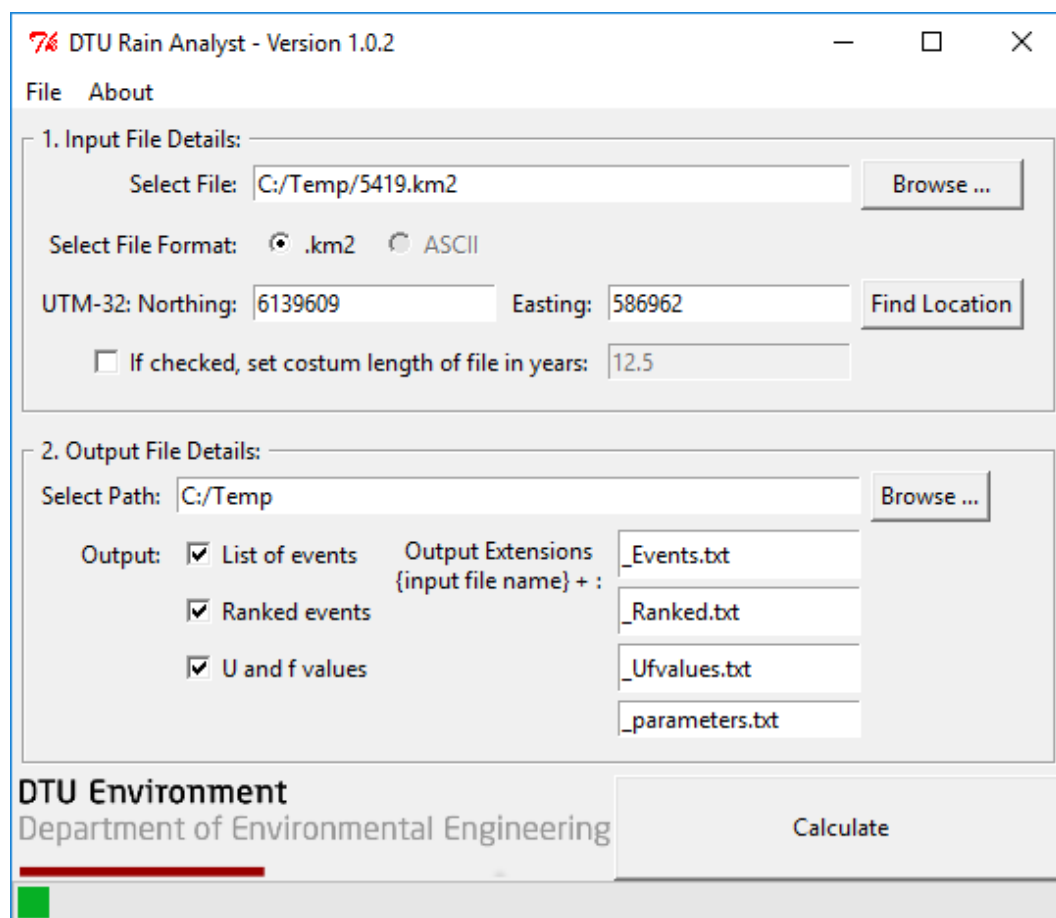 DTU Rain Analyst - Version 1.0.2
File About
1. Input File Details:
Select File: C:/Temp/5419.km2 Browse ...
Select File Format: .km2 ASCII
UTM-32: Northing: 6139609 Easting: 586962 Find Location
If checked, set costum length of file in years: 12.5
2. Output File Details:
Select Path: C:/Temp Browse ...
Output: List of events Output Extensions _Events.txt
{input file name} + :
Ranked events _Ranked.txt
U and f values _Ufvalues.txt
_parameters.txt
DTU Environment
Department of Environmental Engineering
Calculate